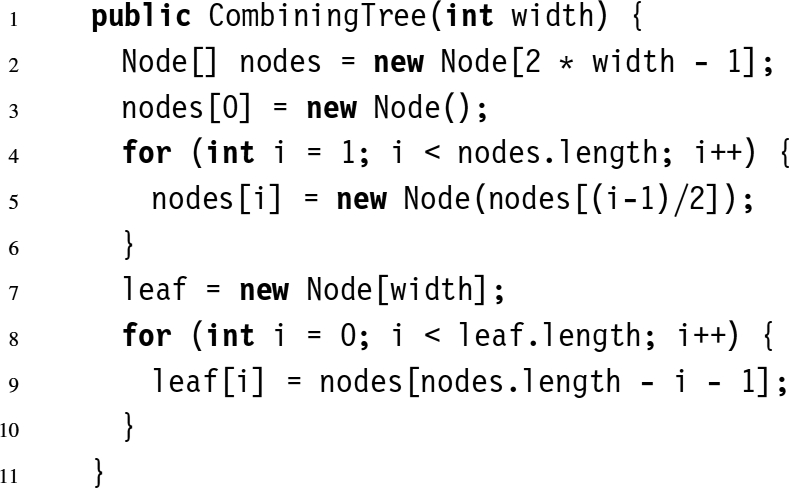 1 public CombiningTree(int width) {
2 Node[] nodes = new Node[2 * width - 1];
3 nodes[0] = new Node();
4 for (int i = 1; i < nodes.length; i++) {
5 nodes[i] = new Node(nodes[(i-1)/2]);
6 }
7 leaf = new Node[width];
8 for (int i = 0; i < leaf.length; i++) {
9 leaf[i] = nodes[nodes.length - i - 1];
10 }
11 }